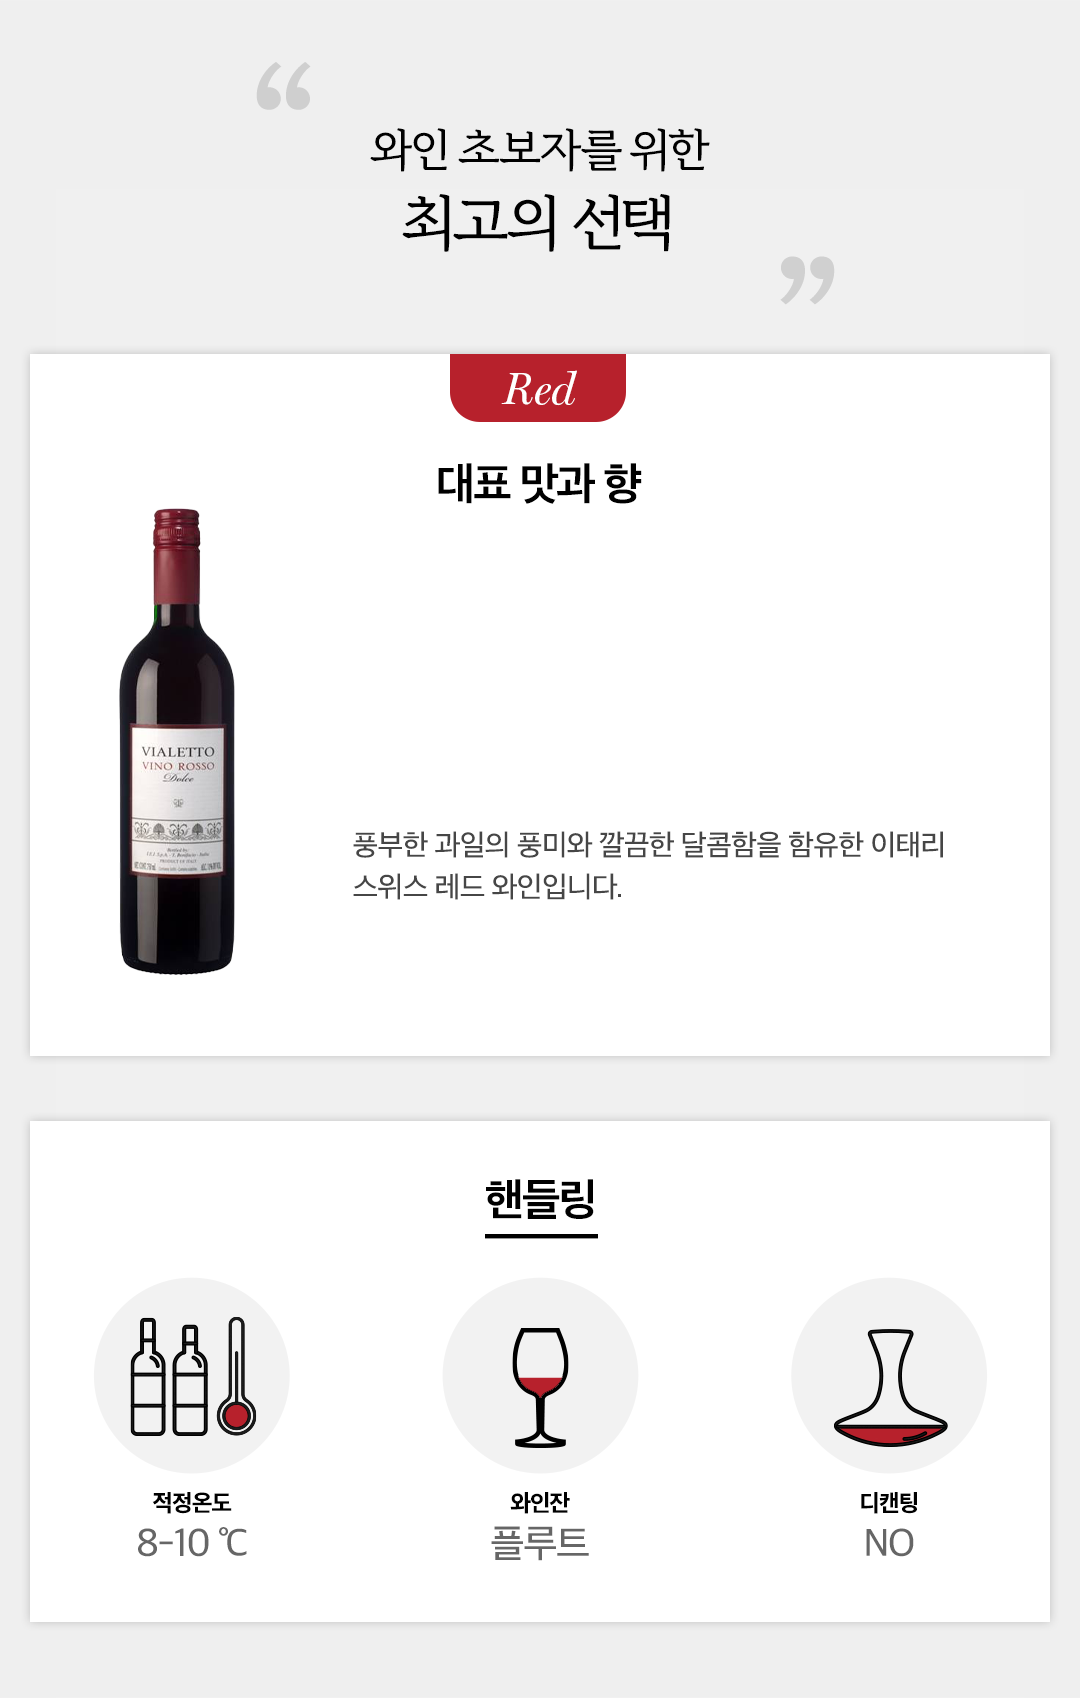 “
와인 초보자를 위한
최고의 선택
”
Red
대표 맛과 향
VIALETTO
VINO ROSSO
Dolce
풍부한 과일의 풍미와 깔끔한 달콤함을 함유한 이태리
스위스 레드 와인입니다.
핸들링
적정온도
8-10 ℃
와인잔
플루트
디캔팅
NO